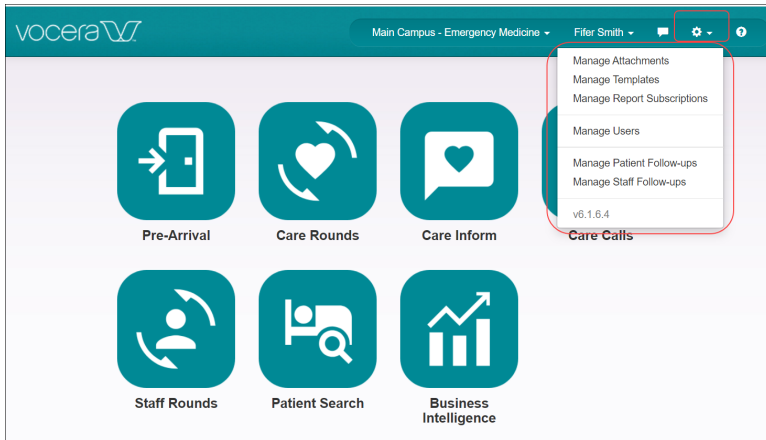 vocera
Main Campus - Emergency Medicine
Fifer Smith
?
Manage Attachments
Manage Templates
Manage Report Subscriptions
Manage Users
Manage Patient Follow-ups
Manage Staff Follow-ups
v6.1.6.4
Pre-Arrival
Care Rounds
Care Inform
Care Calls
Staff Rounds
Patient Search
Business
Intelligence